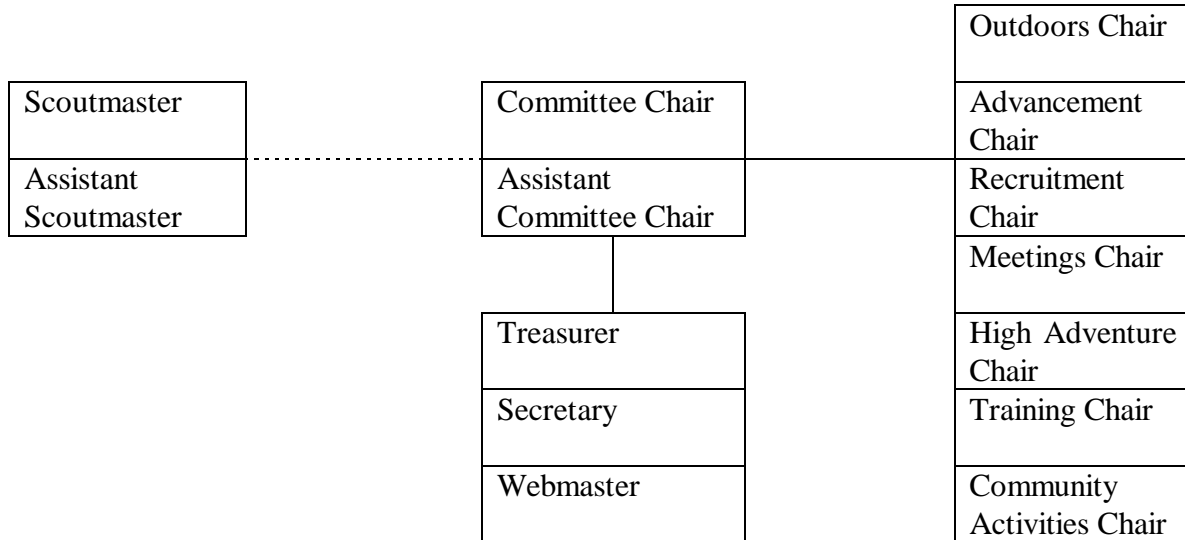 Scoutmaster
Assistant
Scoutmaster
Committee Chair
Assistant
Committee Chair
Treasurer
Secretary
Webmaster
Outdoors Chair
Advancement
Chair
Recruitment
Chair
Meetings Chair
High Adventure
Chair
Training Chair
Community
Activities Chair